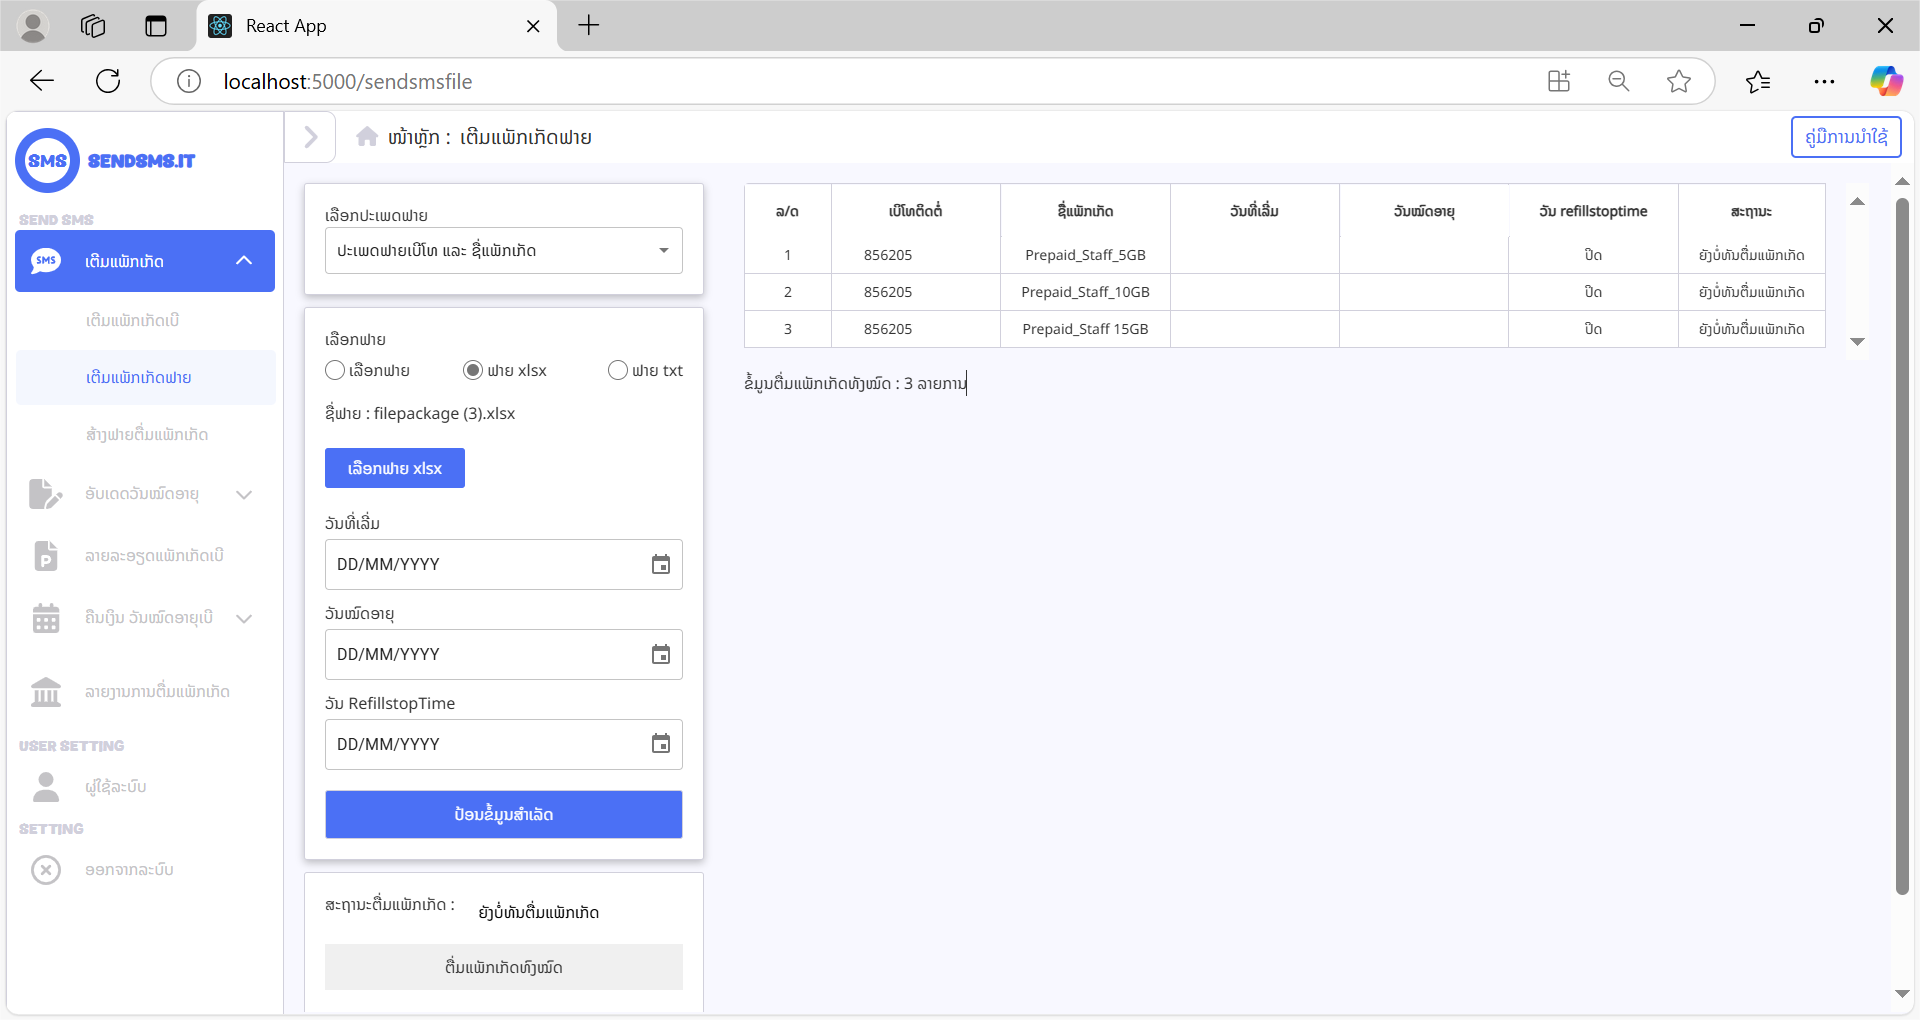 React App
localhost:5000/sendsmsfile
SMS SENDSMS.IT
ໜ້າຫຼັກ : ເຕີມແພັກເກັດຟາຍ
ຄູ່ມືການນຳໃຊ້
SEND SMS
SMS ເຕີມແພັກເກັດ
ເຕີມແພັກເກັດເບີ
ເຕີມແພັກເກັດຟາຍ
ສ້າງຟາຍຕື່ມແພັກເກັດ
ອັບເດດວັນໝົດອາຍຸ
P ລາຍລະອຽດແພັກເກັດເບີ
ຄືນເງິນ ວັນໝົດອາຍຸເບີ
ລາຍງານການຕື່ມແພັກເກັດ
USER SETTING
ຜູ່ໃຊ້ລະບົບ
SETTING
ອອກຈາກລະບົບ
ເລືອກປະເພດຟາຍ
ປະເພດຟາຍເບີໂທ ແລະ ຊື່ແພັກເກັດ
ເລືອກຟາຍ
ເລືອກຟາຍ ຟາຍ xlsx ຟາຍ txt
ຊື່ຟາຍ : filepackage (3).xlsx
ເລືອກຟາຍ xlsx
ວັນທີ່ເລີ່ມ
DD/MM/YYYY
ວັນໝົດອາຍຸ
DD/MM/YYYY
ວັນ RefillstopTime
DD/MM/YYYY
ປ້ອນຂໍ້ມູນສຳເລັດ
ສະຖານະຕື່ມແພັກເກັດ : ຍັງບໍ່ທັນຕື່ມແພັກເກັດ
ຕື່ມແພັກເກັດທັງໝົດ
ລ/ດ ເບີໂທຕິດຕໍ່ ຊື່ແພັກເກັດ ວັນທີ່ເລີ່ມ ວັນໝົດອາຍຸ ວັນ refillstoptime ສະຖານະ
1 856205 Prepaid_Staff_5GB ປິດ ຍັງບໍ່ທັນຕື່ມແພັກເກັດ
2 856205 Prepaid_Staff_10GB ປິດ ຍັງບໍ່ທັນຕື່ມແພັກເກັດ
3 856205 Prepaid_Staff 15GB ປິດ ຍັງບໍ່ທັນຕື່ມແພັກເກັດ
ຂໍ້ມູນຕື່ມແພັກເກັດທັງໝົດ : 3 ລາຍການ